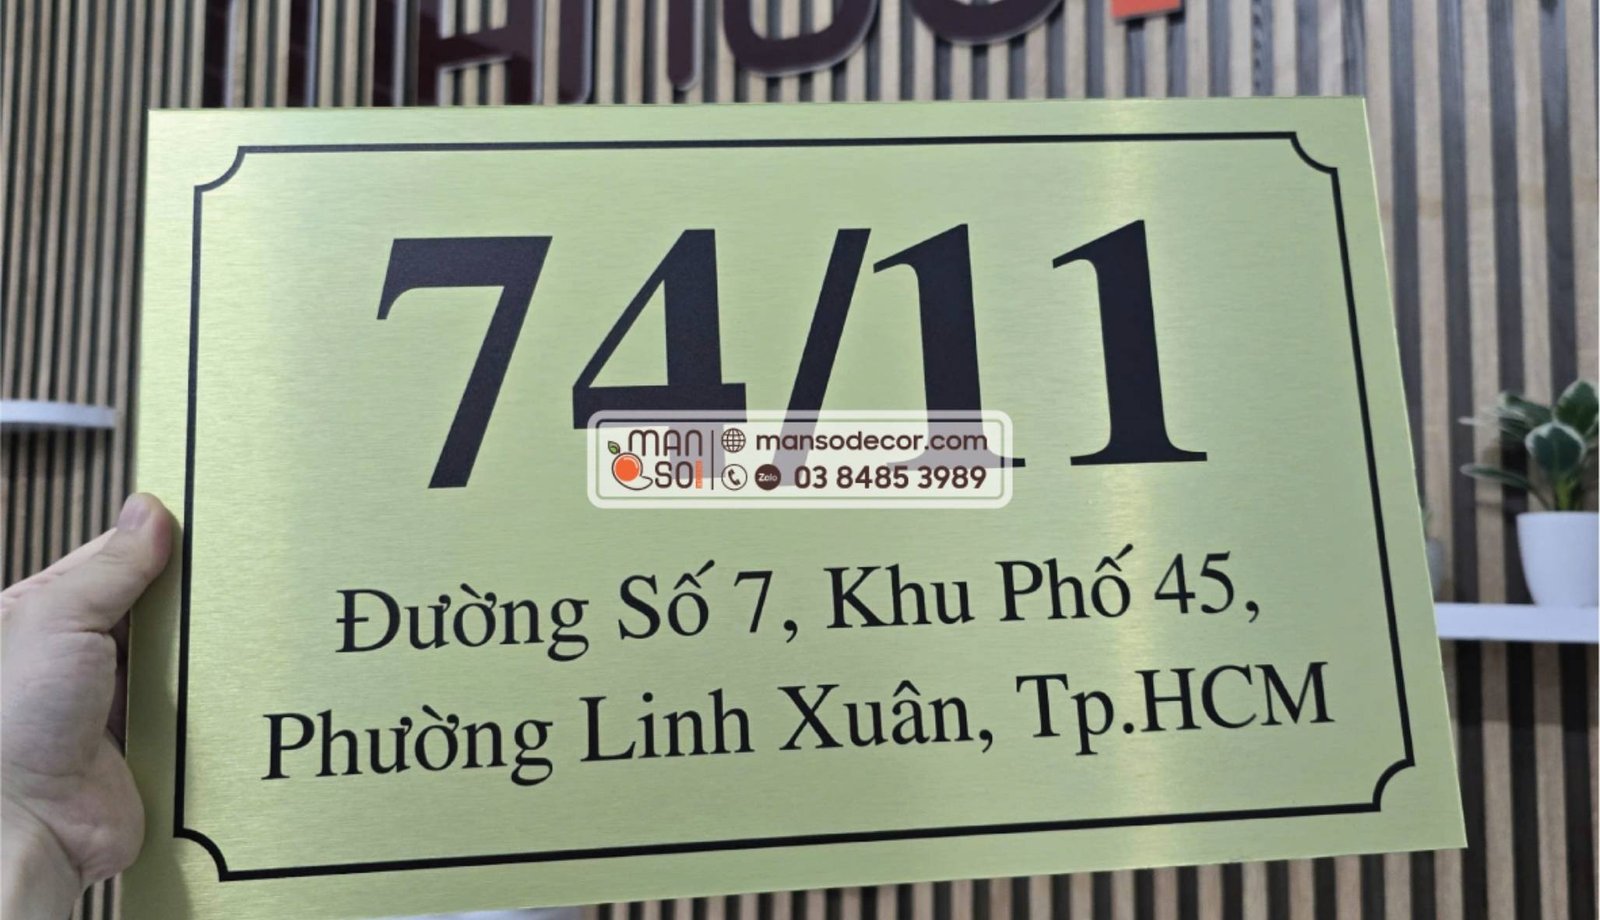 74/11
MAN SOI
mansodecor.com
Zalo 03 8485 3989
Đường Số 7, Khu Phố 45,
Phường Linh Xuân, Tp.HCM